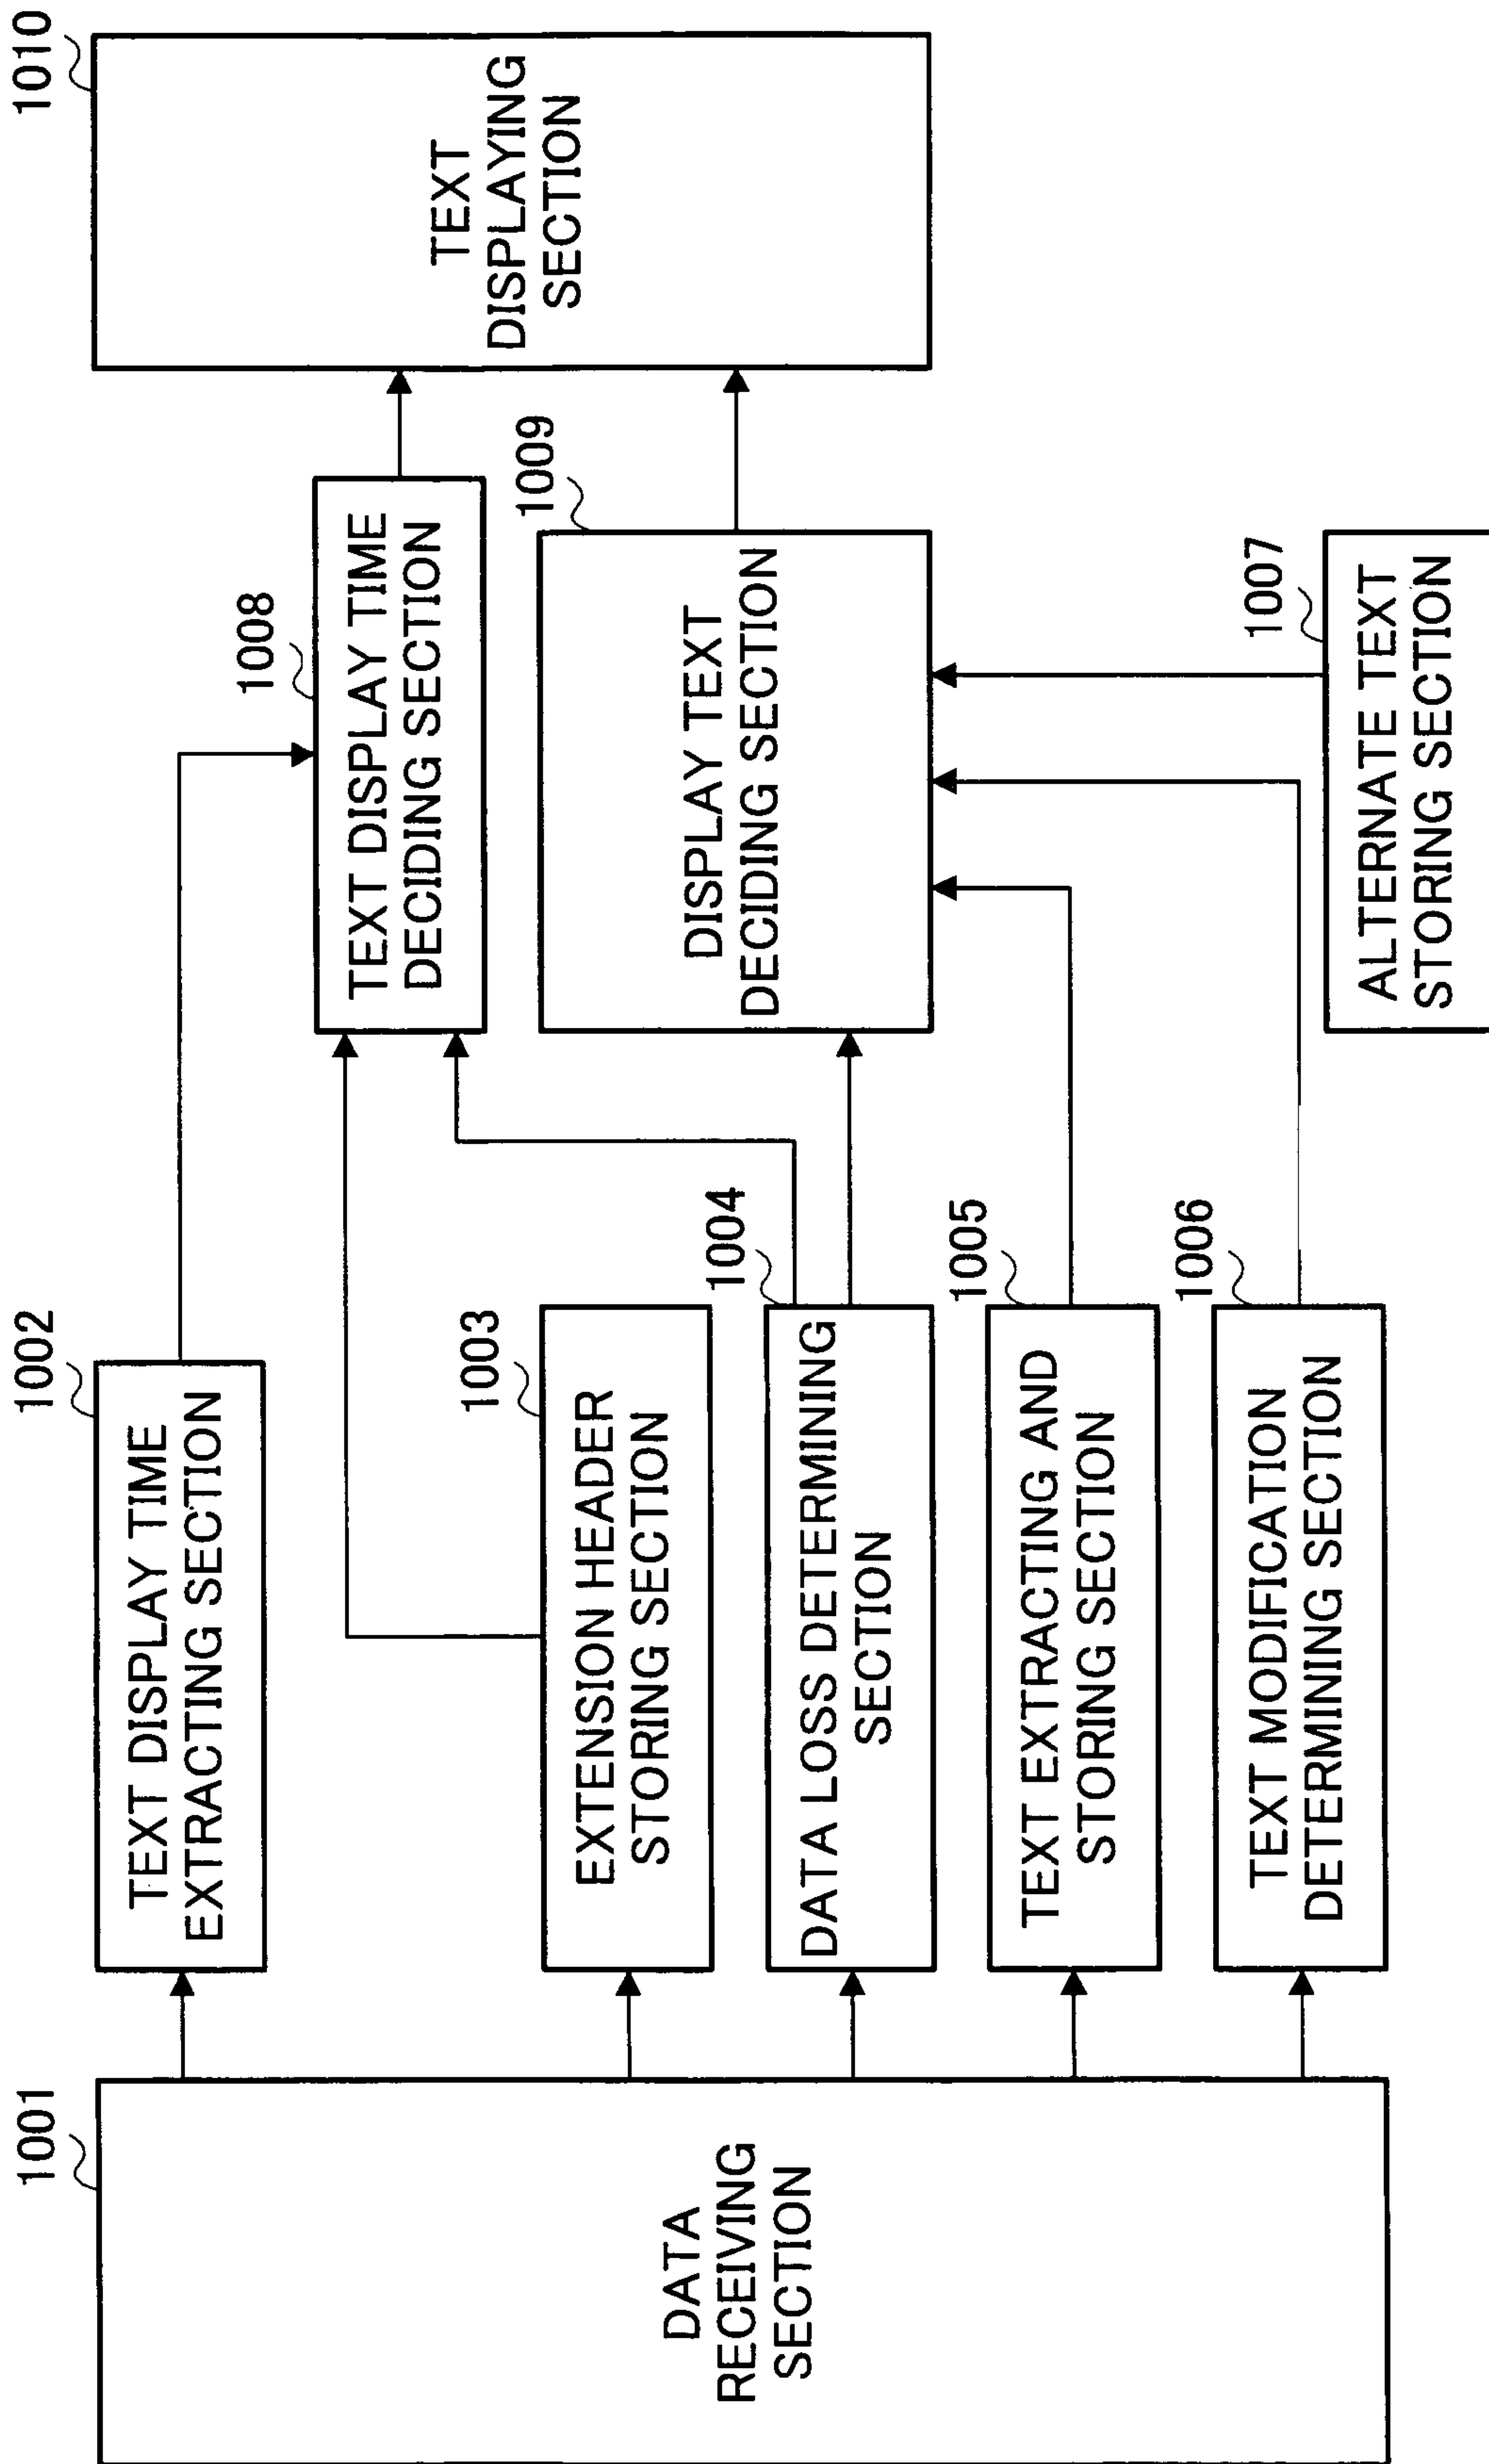 1001
DATA
RECEIVING
SECTION
1002
TEXT DISPLAY TIME
EXTRACTING SECTION
1003
EXTENSION HEADER
STORING SECTION
1004
DATA LOSS DETERMINING
SECTION
1005
TEXT EXTRACTING AND
STORING SECTION
1006
TEXT MODIFICATION
DETERMINING SECTION
1008
TEXT DISPLAY TIME
DECIDING SECTION
1009
DISPLAY TEXT
DECIDING SECTION
1007
ALTERNATE TEXT
STORING SECTION
1010
TEXT
DISPLAYING
SECTION